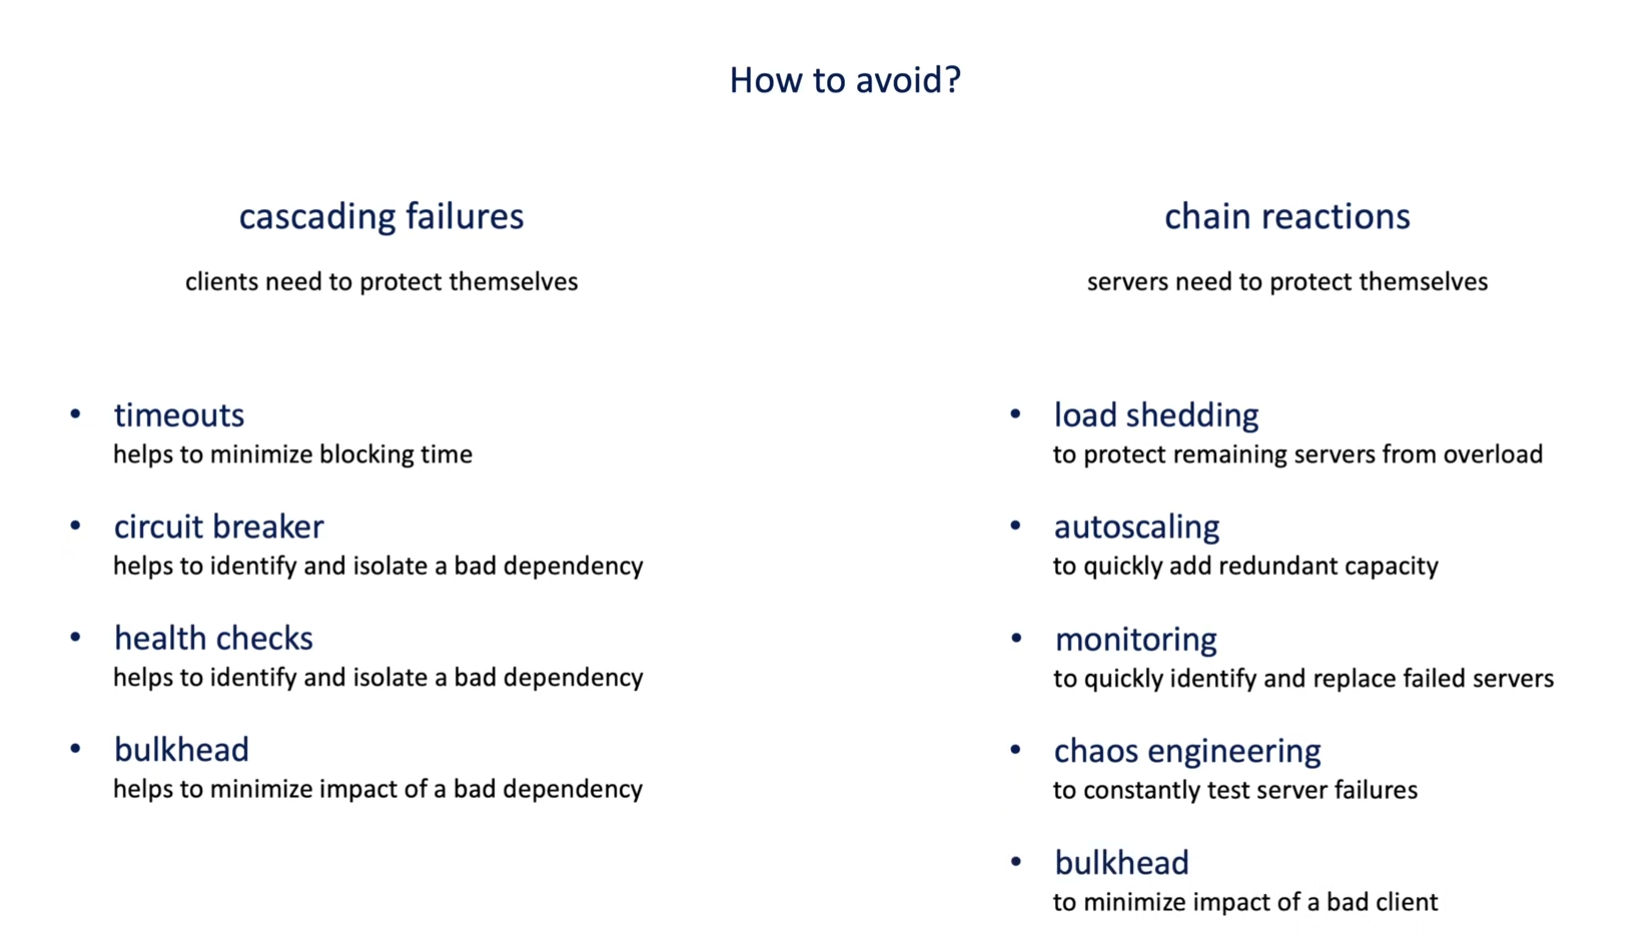 How to avoid?
cascading failures
clients need to protect themselves
• timeouts
helps to minimize blocking time
• circuit breaker
helps to identify and isolate a bad dependency
• health checks
helps to identify and isolate a bad dependency
• bulkhead
helps to minimize impact of a bad dependency
chain reactions
servers need to protect themselves
• load shedding
to protect remaining servers from overload
• autoscaling
to quickly add redundant capacity
• monitoring
to quickly identify and replace failed servers
• chaos engineering
to constantly test server failures
• bulkhead
to minimize impact of a bad client